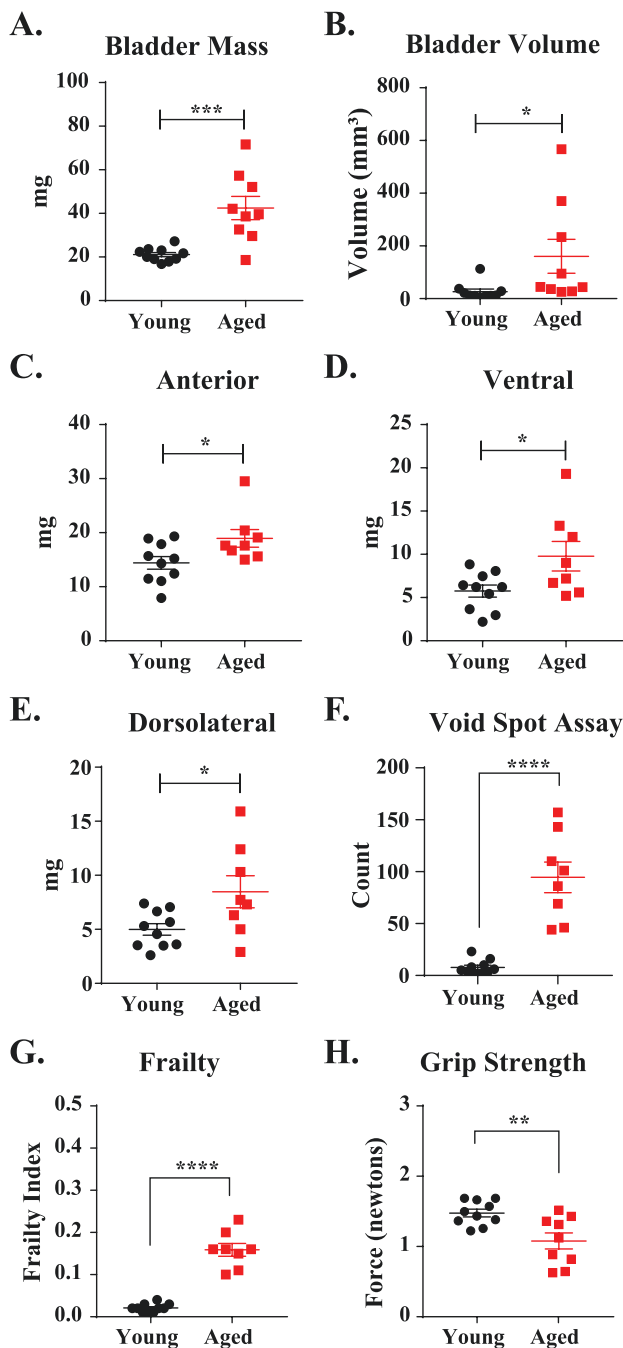 A.
Bladder Mass
100
80
60
40
20
0
mg
***
Young Aged
B.
Bladder Volume
800
600
400
200
0
Volume (mm³)
*
Young Aged
C.
Anterior
40
30
20
10
0
mg
*
Young Aged
D.
Ventral
25
20
15
10
5
0
mg
*
Young Aged
E.
Dorsolateral
20
15
10
5
0
mg
*
Young Aged
F.
Void Spot Assay
200
150
100
50
0
Count
****
Young Aged
G.
Frailty
0.5
0.4
0.3
0.2
0.1
0.0
Frailty Index
****
Young Aged
H.
Grip Strength
3
2
1
0
Force (newtons)
**
Young Aged